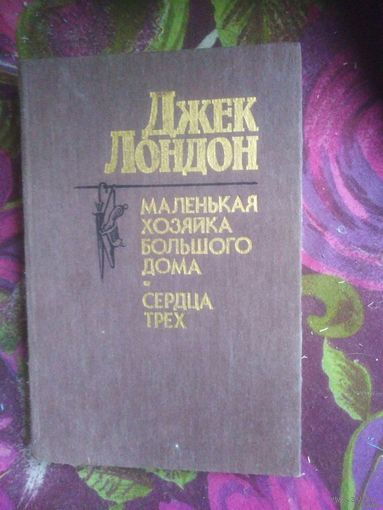 ДЖЕК
ЛОНДОН
МАЛЕНЬКАЯ
ХОЗЯЙКА
БОЛЬШОГО
ДОМА
•
СЕРДЦА
ТРЕХ